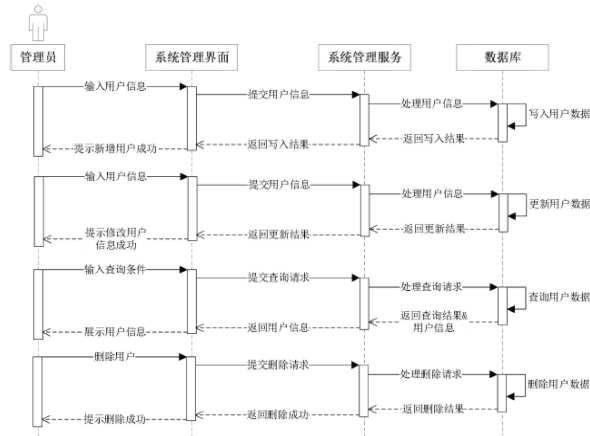 管理员
系统管理界面
系统管理服务
数据库
输入用户信息
提交用户信息
处理用户信息
写入用户数据
返回写入结果
返回写入结果
提示新增用户成功
输入用户信息
提交用户信息
处理用户信息
更新用户数据
返回更新结果
返回更新结果
提示修改用户
信息成功
输入查询条件
提交查询请求
处理查询请求
查询用户数据
返回查询结果&
用户信息
返回用户信息
展示用户信息
删除用户
提交删除请求
处理删除请求
删除用户数据
返回删除结果
返回删除成功
提示删除成功